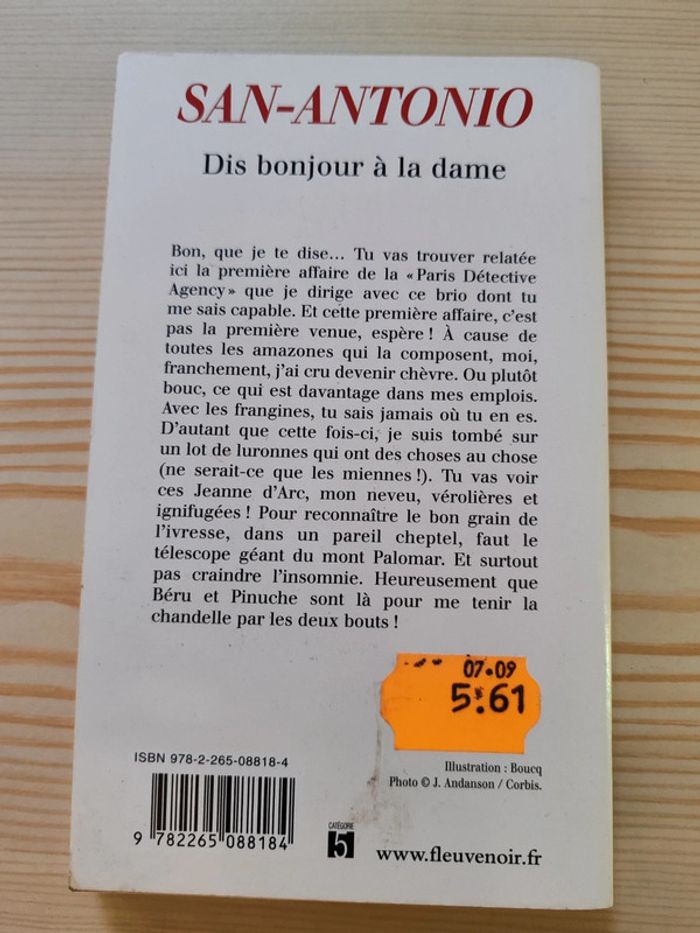 SAN-ANTONIO
Dis bonjour à la dame
Bon, que je te dise... Tu vas trouver relatée
ici la première affaire de la « Paris Détective
Agency » que je dirige avec ce brio dont tu
me sais capable. Et cette première affaire, c'est
pas la première venue, espère ! À cause de
toutes les amazones qui la composent, moi,
franchement, j'ai cru devenir chèvre. Ou plutôt
bouc, ce qui est davantage dans mes emplois.
Avec les frangines, tu sais jamais où tu en es.
D'autant que cette fois-ci, je suis tombé sur
un lot de luronnes qui ont des choses au chose
(ne serait-ce que les miennes !). Tu vas voir
ces Jeanne d'Arc, mon neveu, vérolières et
ignifugées ! Pour reconnaître le bon grain de
l'ivresse, dans un pareil cheptel, faut le
télescope géant du mont Palomar. Et surtout
pas craindre l'insomnie. Heureusement que
Béru et Pinuche sont là pour me tenir la
chandelle par les deux bouts !
07.09
5.61
ISBN 978-2-265-08818-4
Illustration : Boucq
Photo © J. Andanson / Corbis.
9 782265 088184
CATÉGORIE
5
www.fleuvenoir.fr